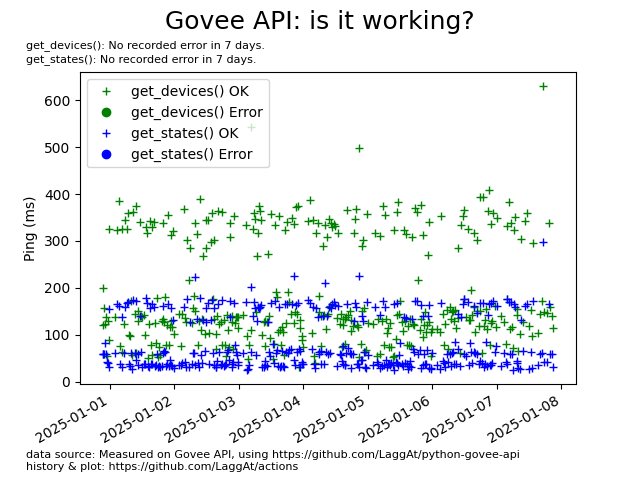 Govee API: is it working?
get_devices(): No recorded error in 7 days.
get_states(): No recorded error in 7 days.
get_devices() OK
get_devices() Error
get_states() OK
get_states() Error
Ping (ms)
600
500
400
300
200
100
0
2025-01-01
2025-01-02
2025-01-03
2025-01-04
2025-01-05
2025-01-06
2025-01-07
2025-01-08
data source: Measured on Govee API, using https://github.com/LaggAt/python-govee-api
history & plot: https://github.com/LaggAt/actions